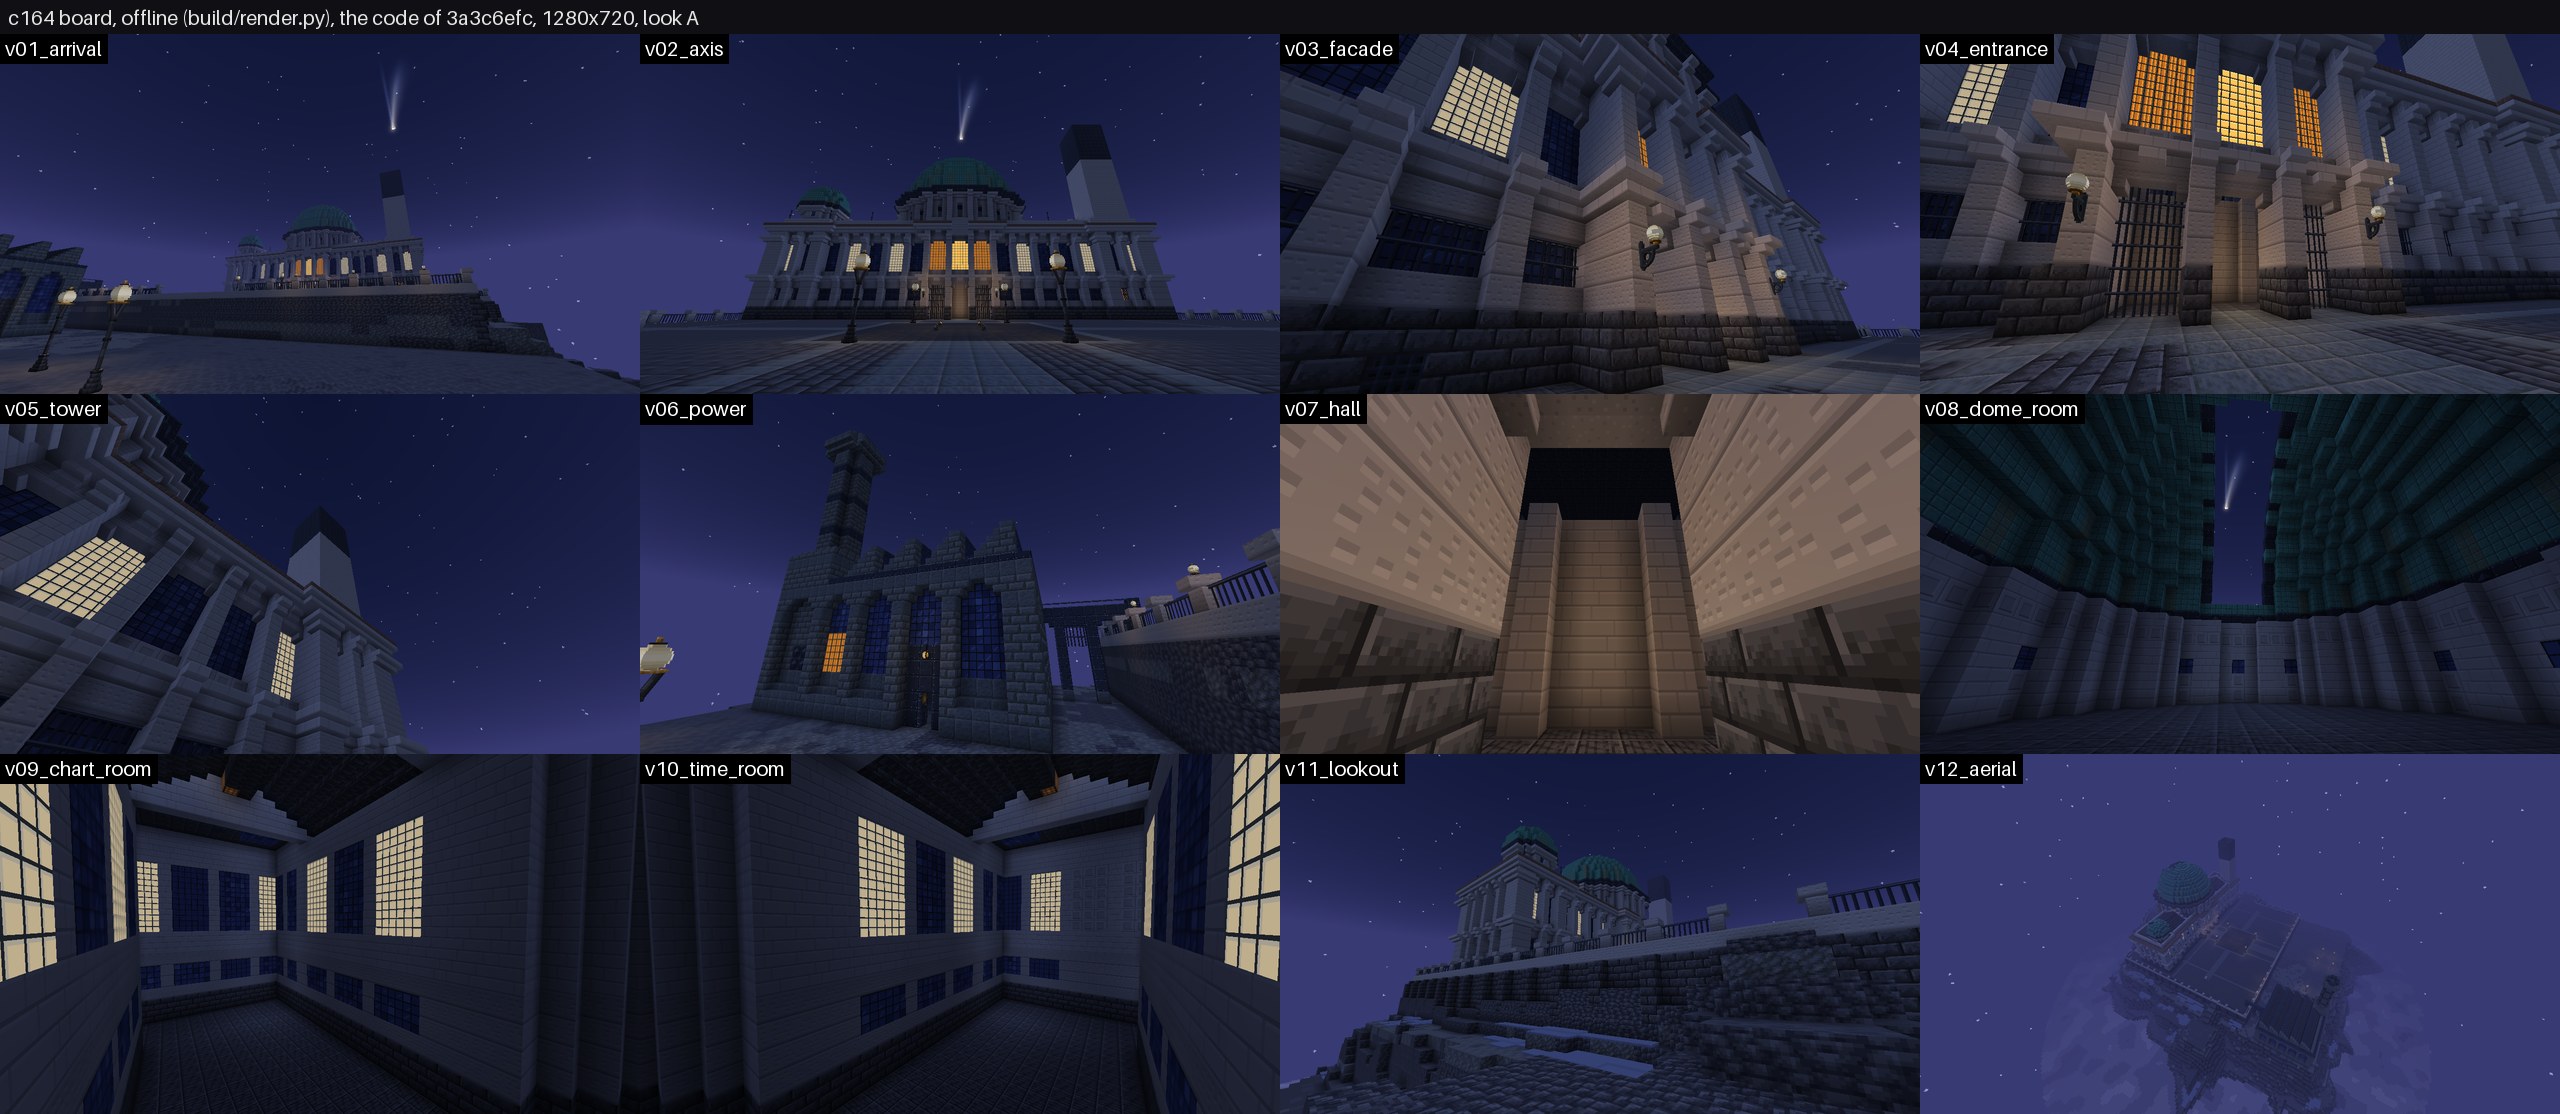 c164 board, offline (build/render.py), the code of 3a3c6efc, 1280x720, look A
v01_arrival
v02_axis
v03_facade
v04_entrance
v05_tower
v06_power
v07_hall
v08_dome_room
v09_chart_room
v10_time_room
v11_lookout
v12_aerial